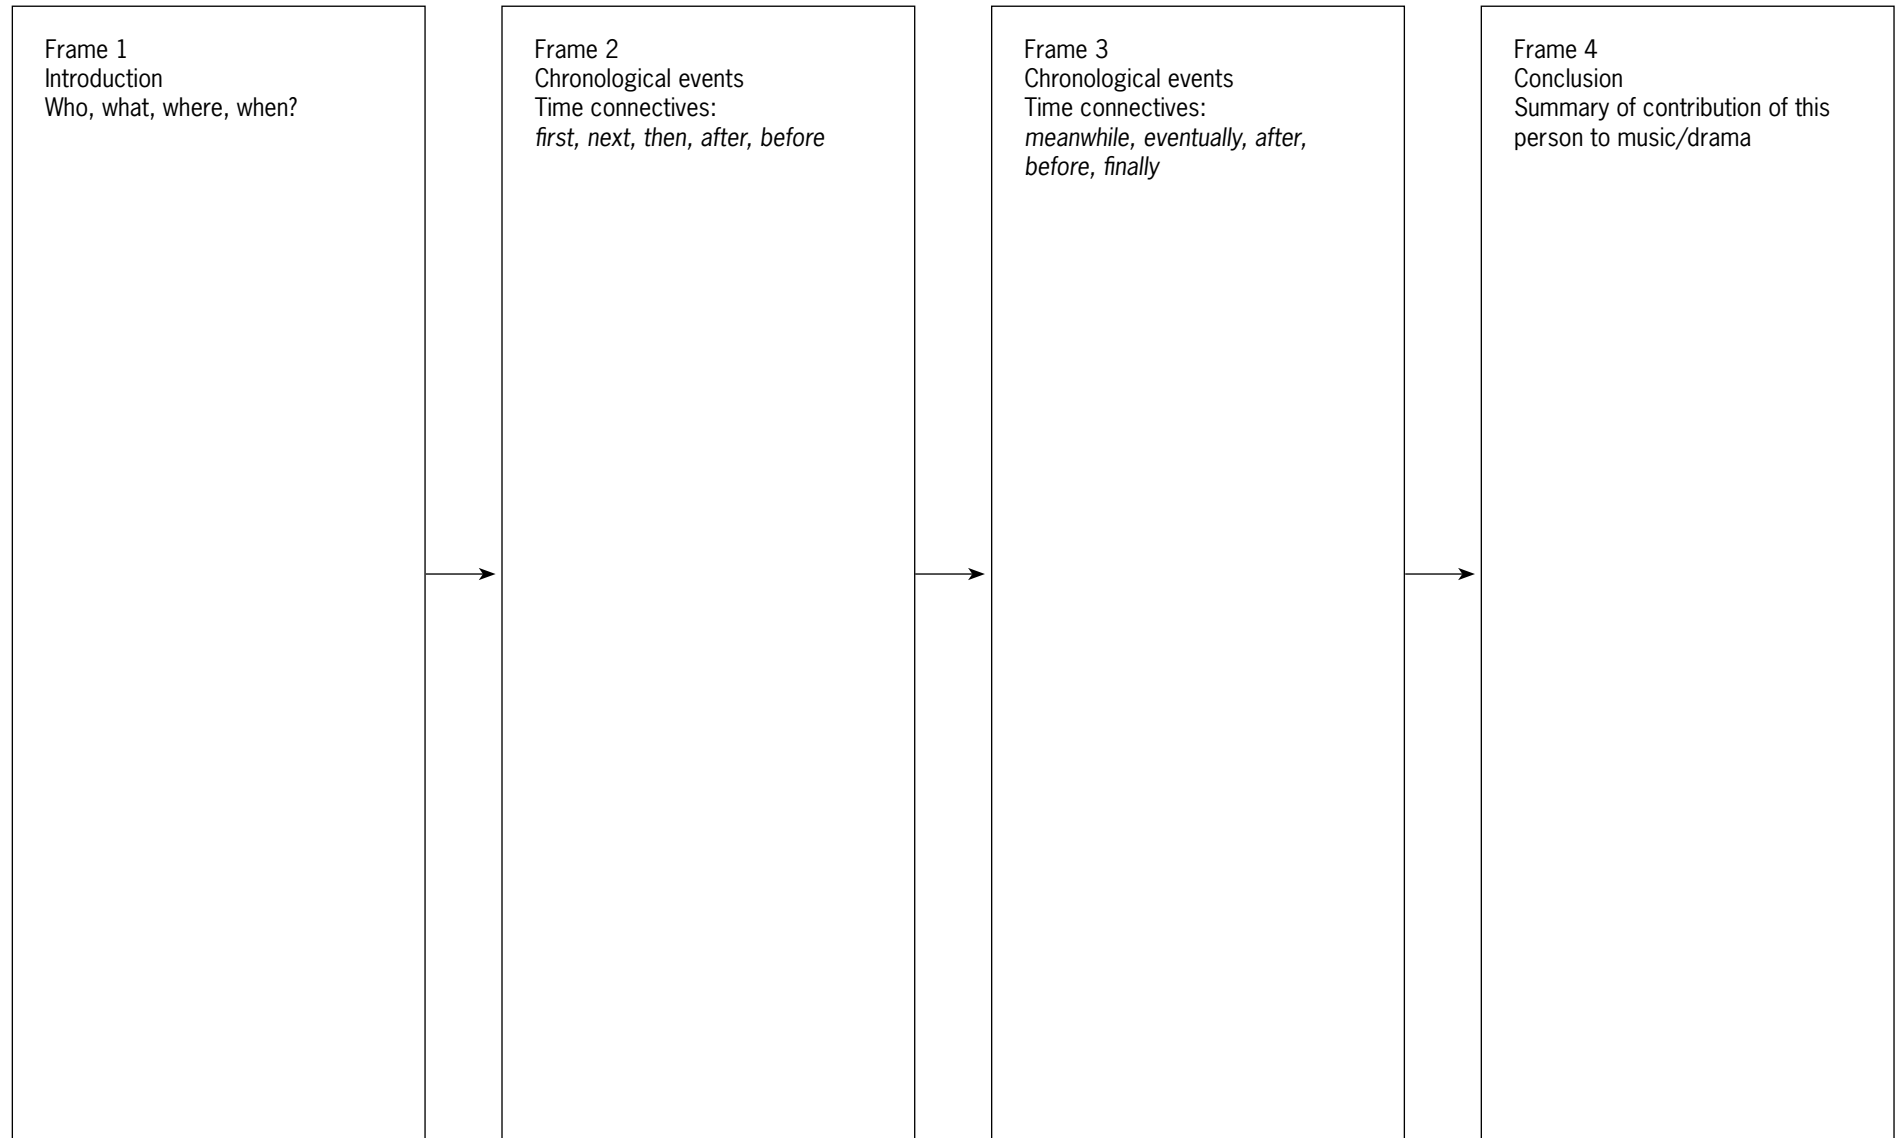 Frame 1
Introduction
Who, what, where, when?
Frame 2
Chronological events
Time connectives:
first, next, then, after, before
Frame 3
Chronological events
Time connectives:
meanwhile, eventually, after,
before, finally
Frame 4
Conclusion
Summary of contribution of this
person to music/drama